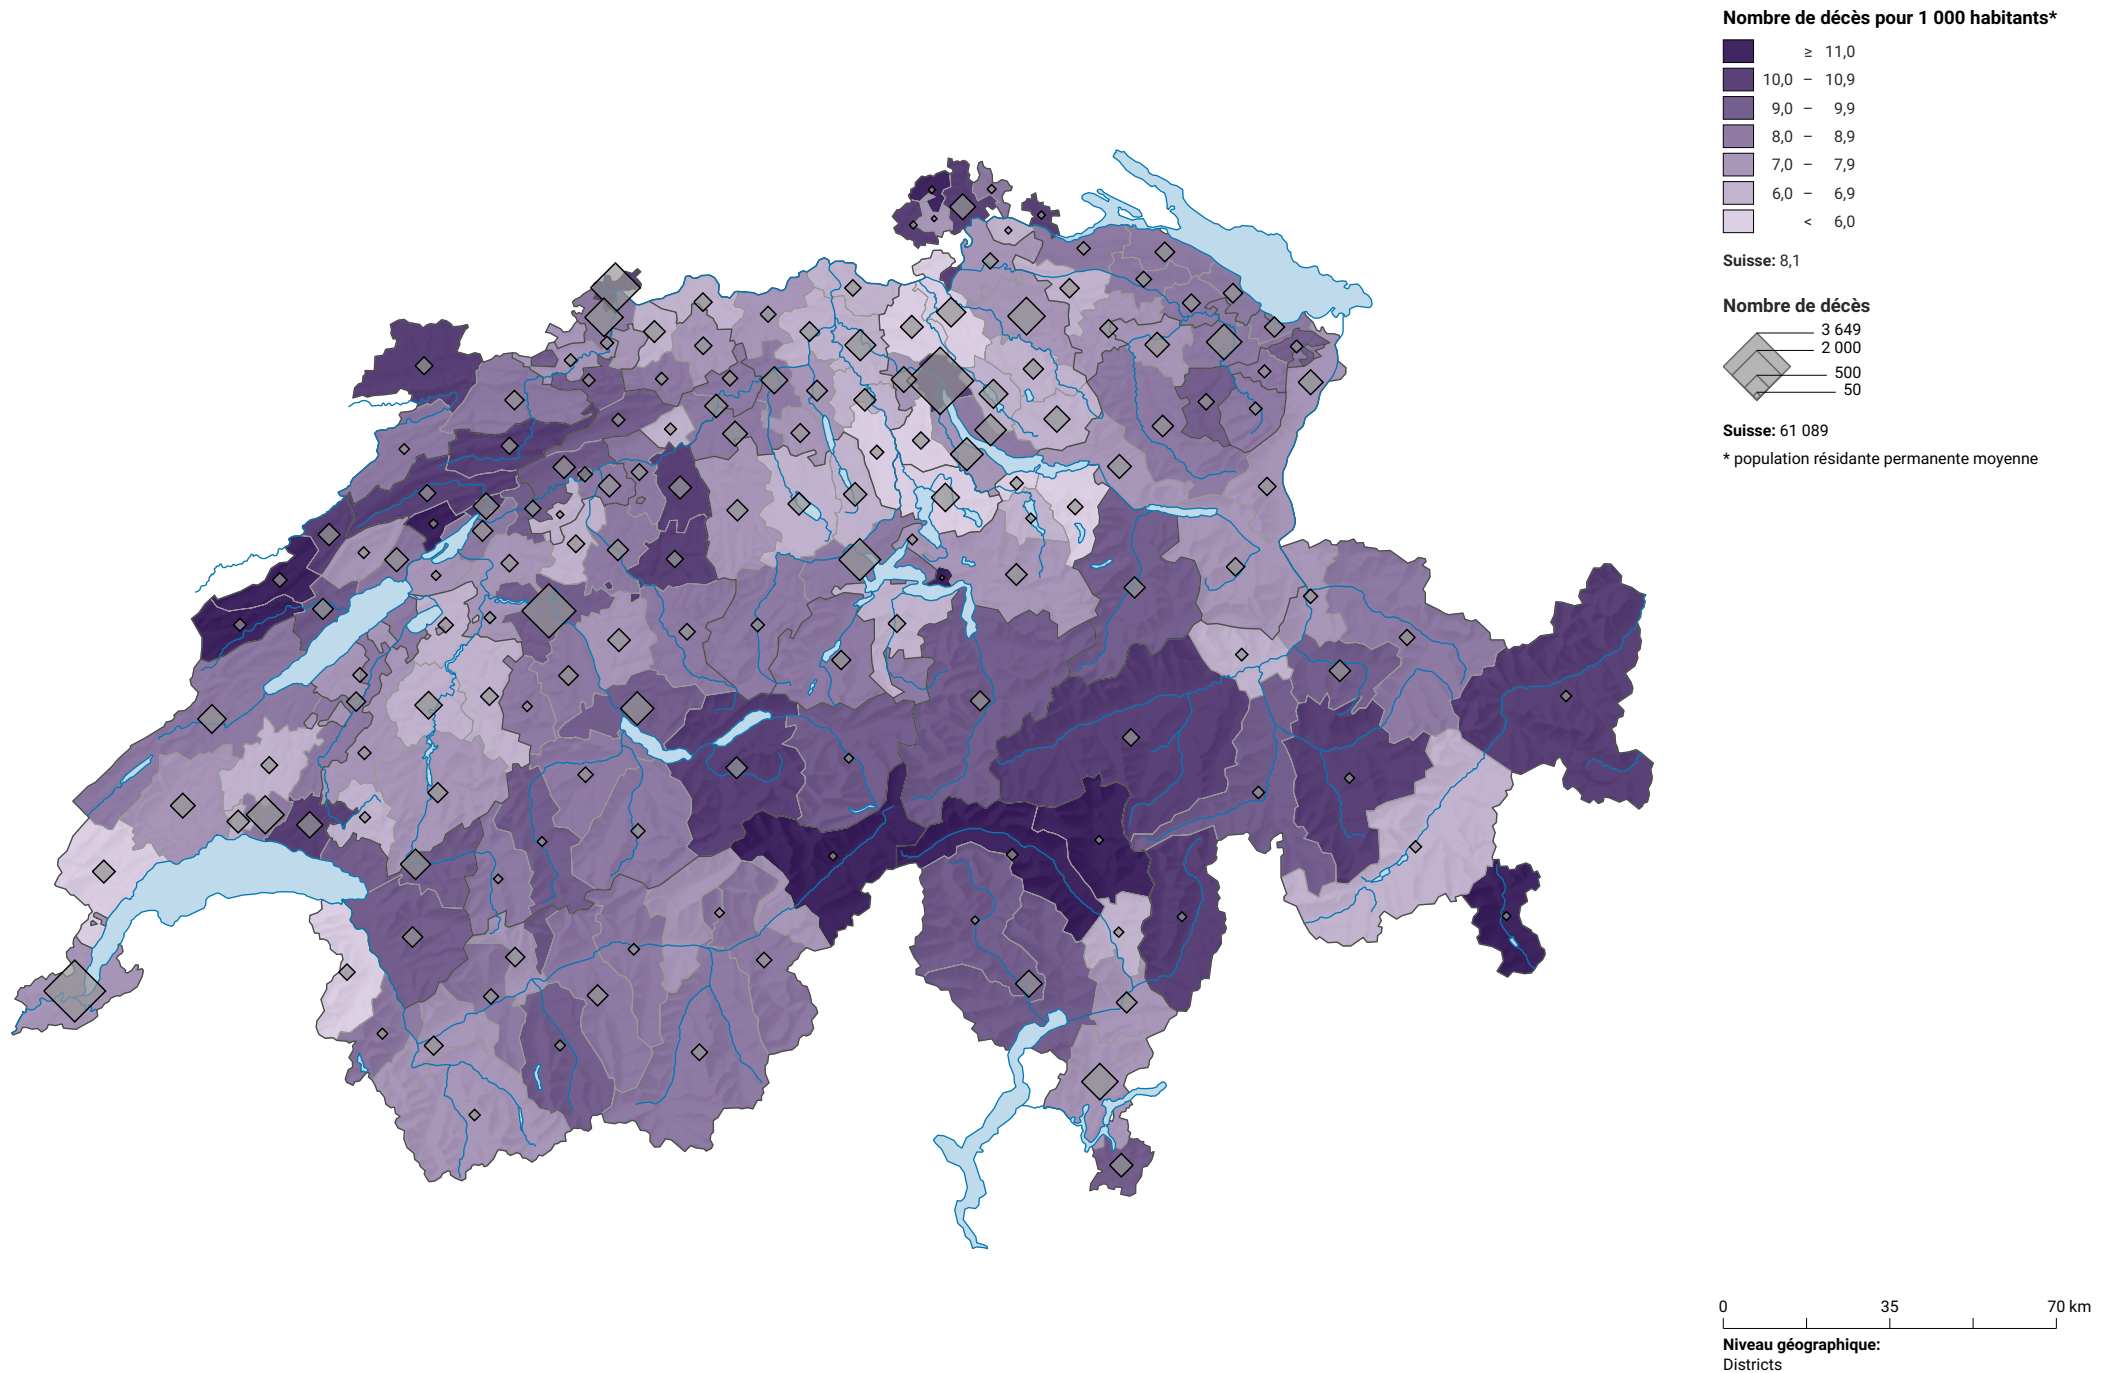 Nombre de décès pour 1 000 habitants*
≥ 11,0
10,0 – 10,9
9,0 – 9,9
8,0 – 8,9
7,0 – 7,9
6,0 – 6,9
< 6,0
Suisse: 8,1
Nombre de décès
3 649
2 000
500
50
Suisse: 61 089
* population résidante permanente moyenne
0 35 70 km
Niveau géographique:
Districts